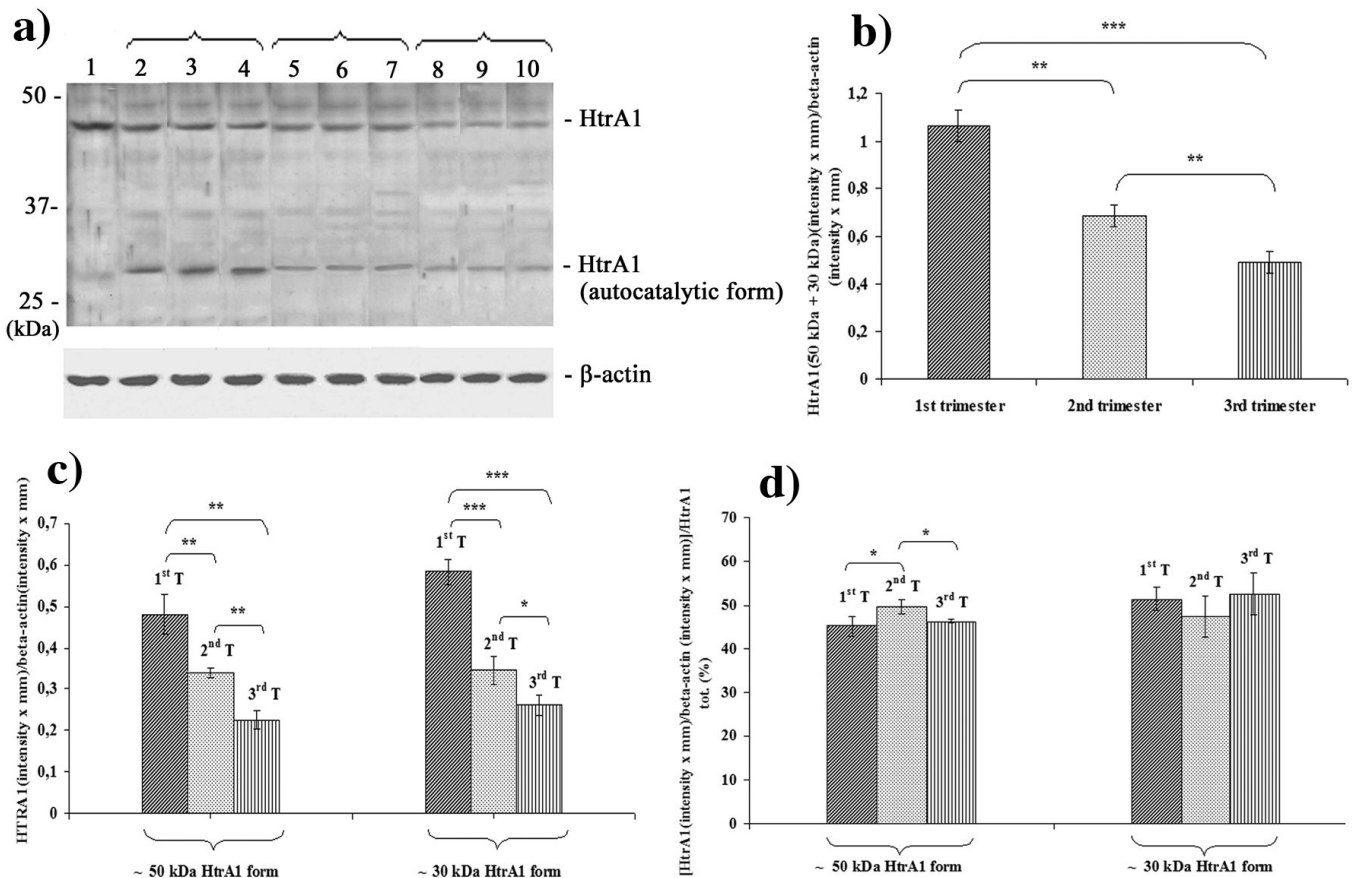 a)
1 2 3 4 5 6 7 8 9 10
50 -
- HtrA1
37-
- HtrA1
(autocatalytic form)
25 -
(kDa)
- β-actin
b)
***
**
**
HtrA1(50 kDa + 30 kDa)(intensity x mm)/beta-actin
(intensity x mm)
1,2
1
0,8
0,6
0,4
0,2
0
1st trimester 2nd trimester 3rd trimester
c)
HTRA1(intensity x mm)/beta-actin(intensity x mm)
0,7
0,6
0,5
0,4
0,3
0,2
0,1
0
**
**
**
1st T
2nd T
3rd T
***
***
*
1st T
2nd T
3rd T
~ 50 kDa HtrA1 form ~ 30 kDa HtrA1 form
d)
[HtrA1(intensity x mm)/beta-actin (intensity x mm)]/HtrA1
tot. (%)
70
60
50
40
30
20
10
0
* *
1st T 2nd T 3rd T
1st T 2nd T 3rd T
~ 50 kDa HtrA1 form ~ 30 kDa HtrA1 form